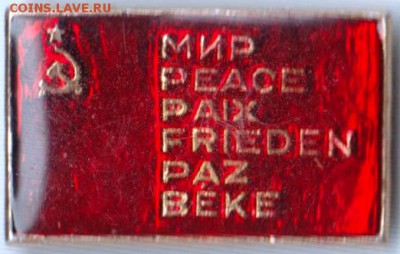 COINS.LAVE.RU
МИР
PEACE
PAIX
FRIEDEN
PAZ
BÉKE